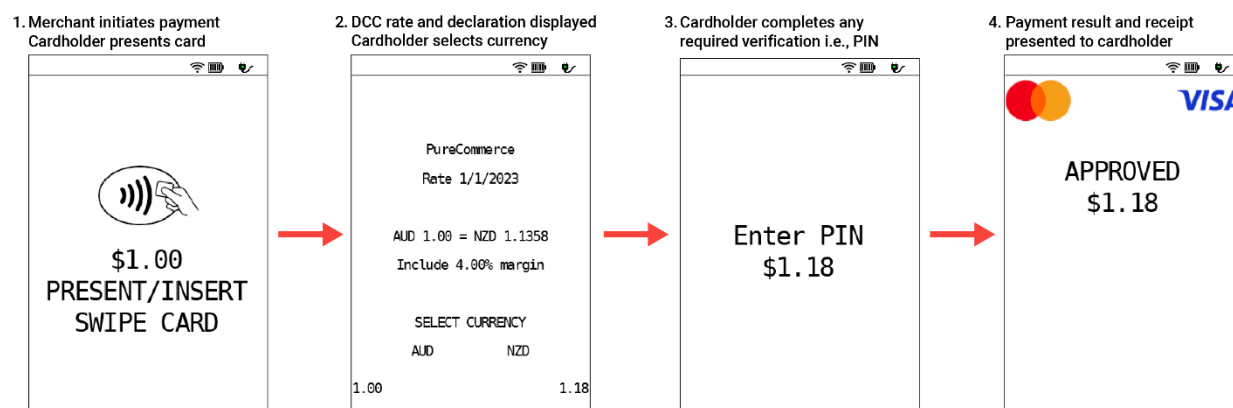 1. Merchant initiates payment
Cardholder presents card
$1.00
PRESENT/INSERT
SWIPE CARD
2. DCC rate and declaration displayed
Cardholder selects currency
PureCommerce
Rate 1/1/2023
AUD 1.00 = NZD 1.1358
Include 4.00% margin
SELECT CURRENCY
AUD NZD
1.00 1.18
3. Cardholder completes any
required verification i.e., PIN
Enter PIN
$1.18
4. Payment result and receipt
presented to cardholder
VISA
APPROVED
$1.18